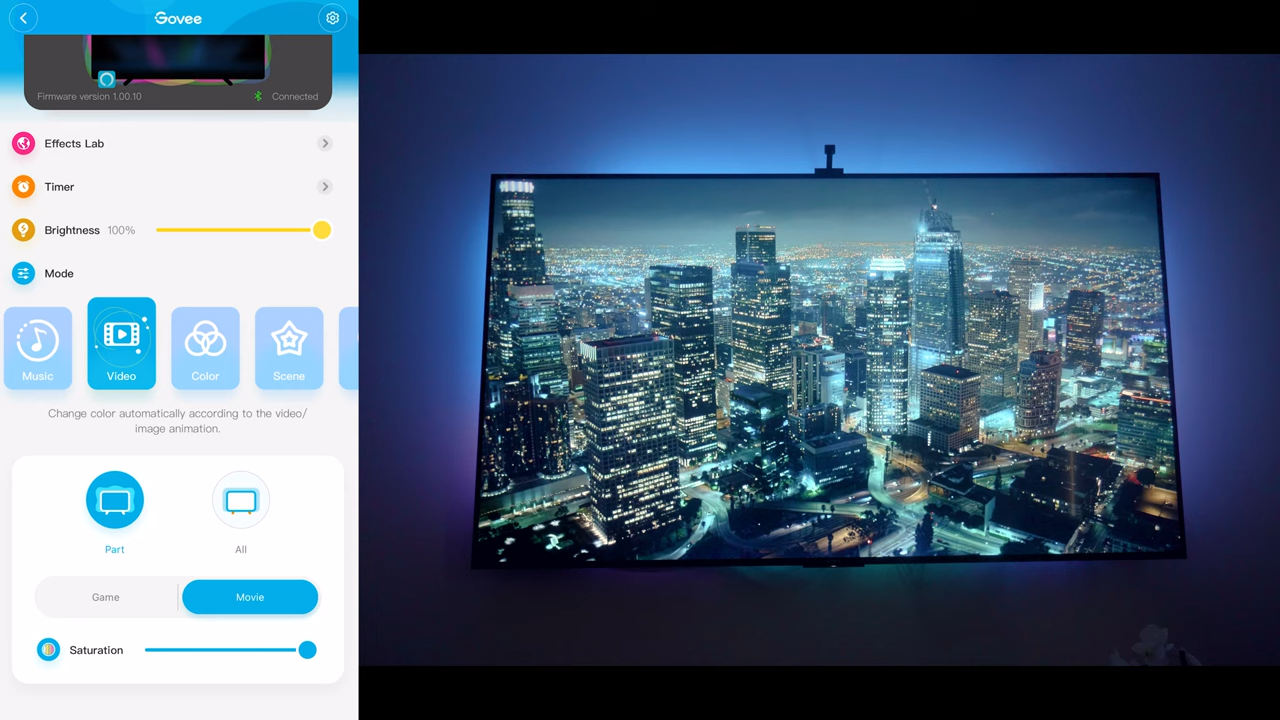 Govee
Firmware version 1.00.10
Connected
Effects Lab
Timer
Brightness 100%
Mode
Music
Video
Color
Scene
Change color automatically according to the video/
image animation.
Part
All
Game
Movie
Saturation